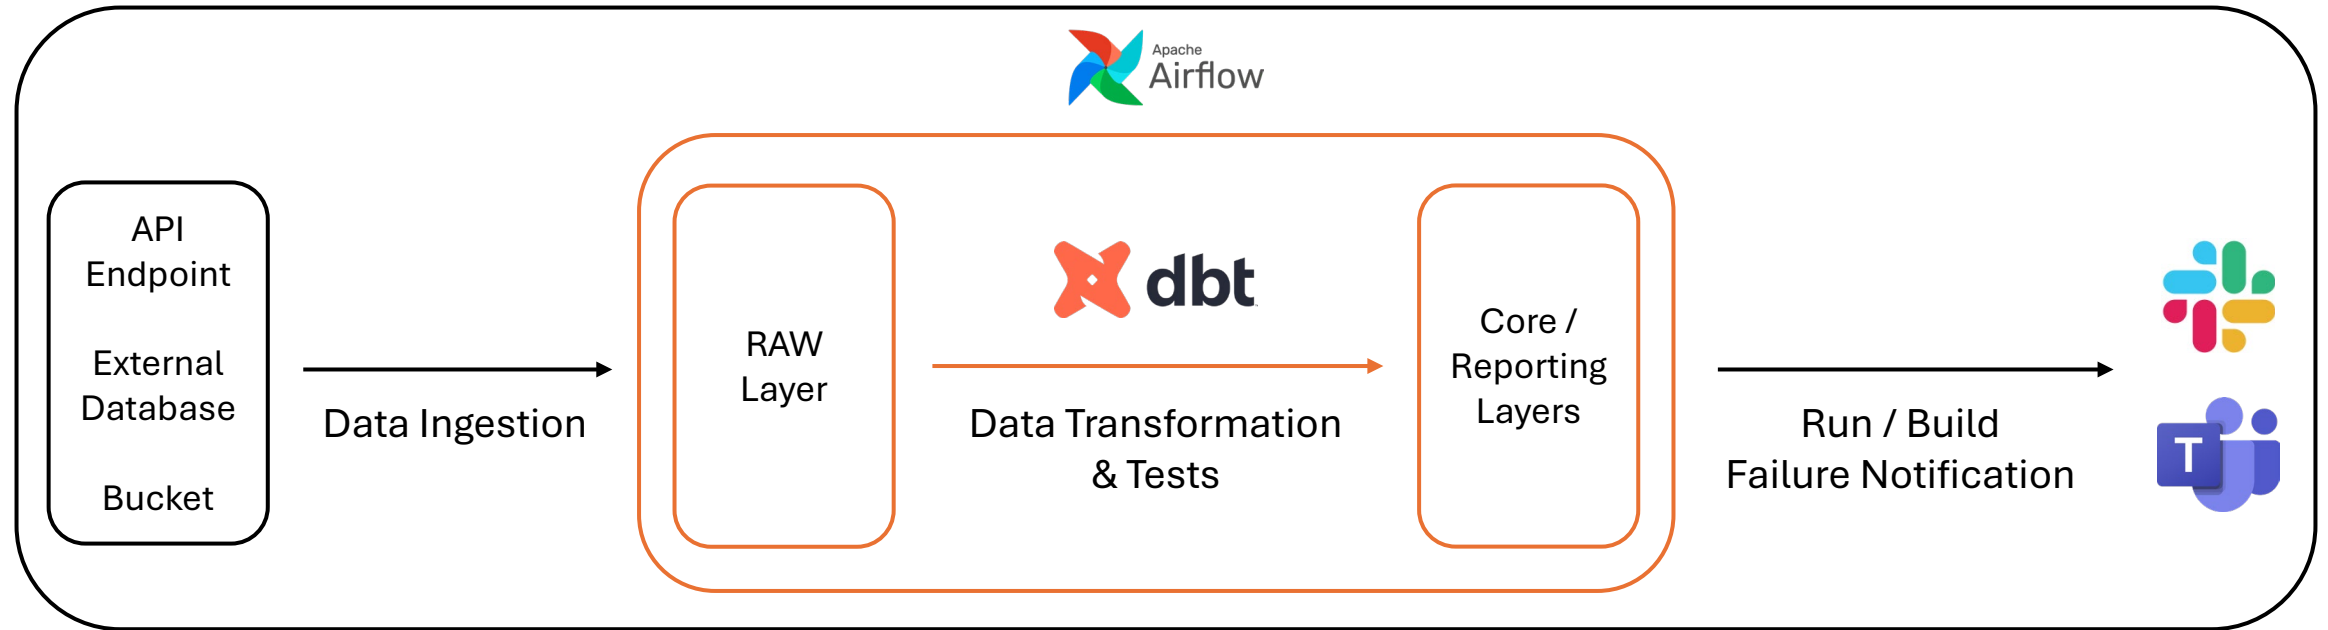 Apache
Airflow
API
Endpoint
External
Database
Bucket
Data Ingestion
RAW
Layer
dbt
Data Transformation
& Tests
Core /
Reporting
Layers
Run / Build
Failure Notification
T